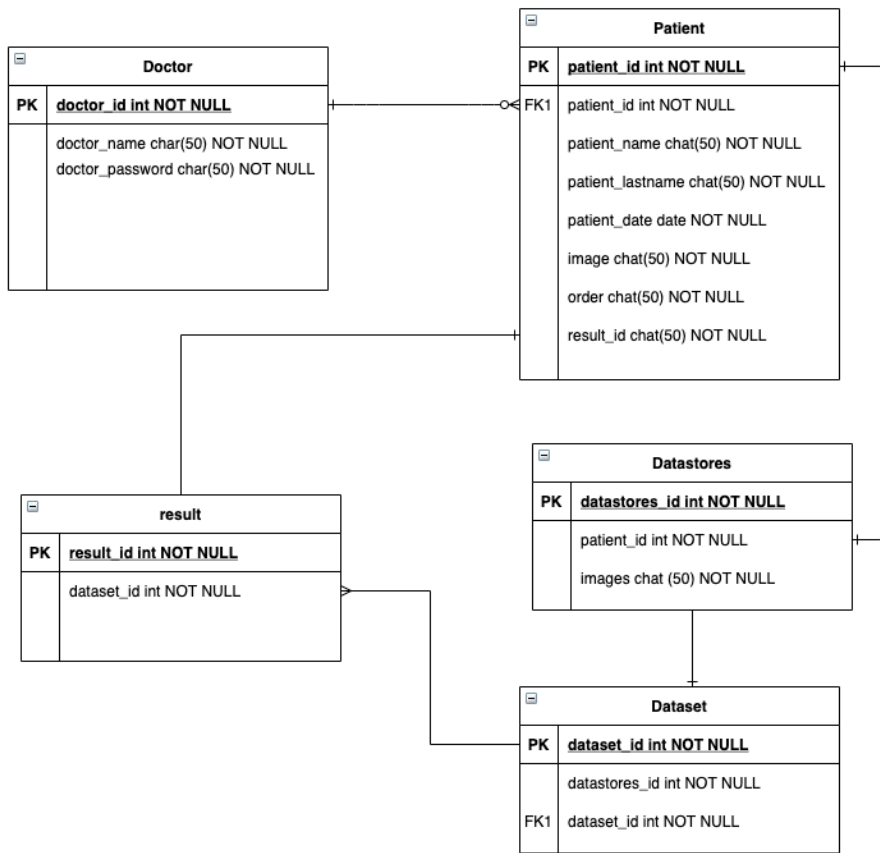 Doctor
PK doctor_id int NOT NULL
doctor_name char(50) NOT NULL
doctor_password char(50) NOT NULL
Patient
PK patient_id int NOT NULL
FK1 patient_id int NOT NULL
patient_name chat(50) NOT NULL
patient_lastname chat(50) NOT NULL
patient_date date NOT NULL
image chat(50) NOT NULL
order chat(50) NOT NULL
result_id chat(50) NOT NULL
result
PK result_id int NOT NULL
dataset_id int NOT NULL
Datastores
PK datastores_id int NOT NULL
patient_id int NOT NULL
images chat (50) NOT NULL
Dataset
PK dataset_id int NOT NULL
datastores_id int NOT NULL
FK1 dataset_id int NOT NULL